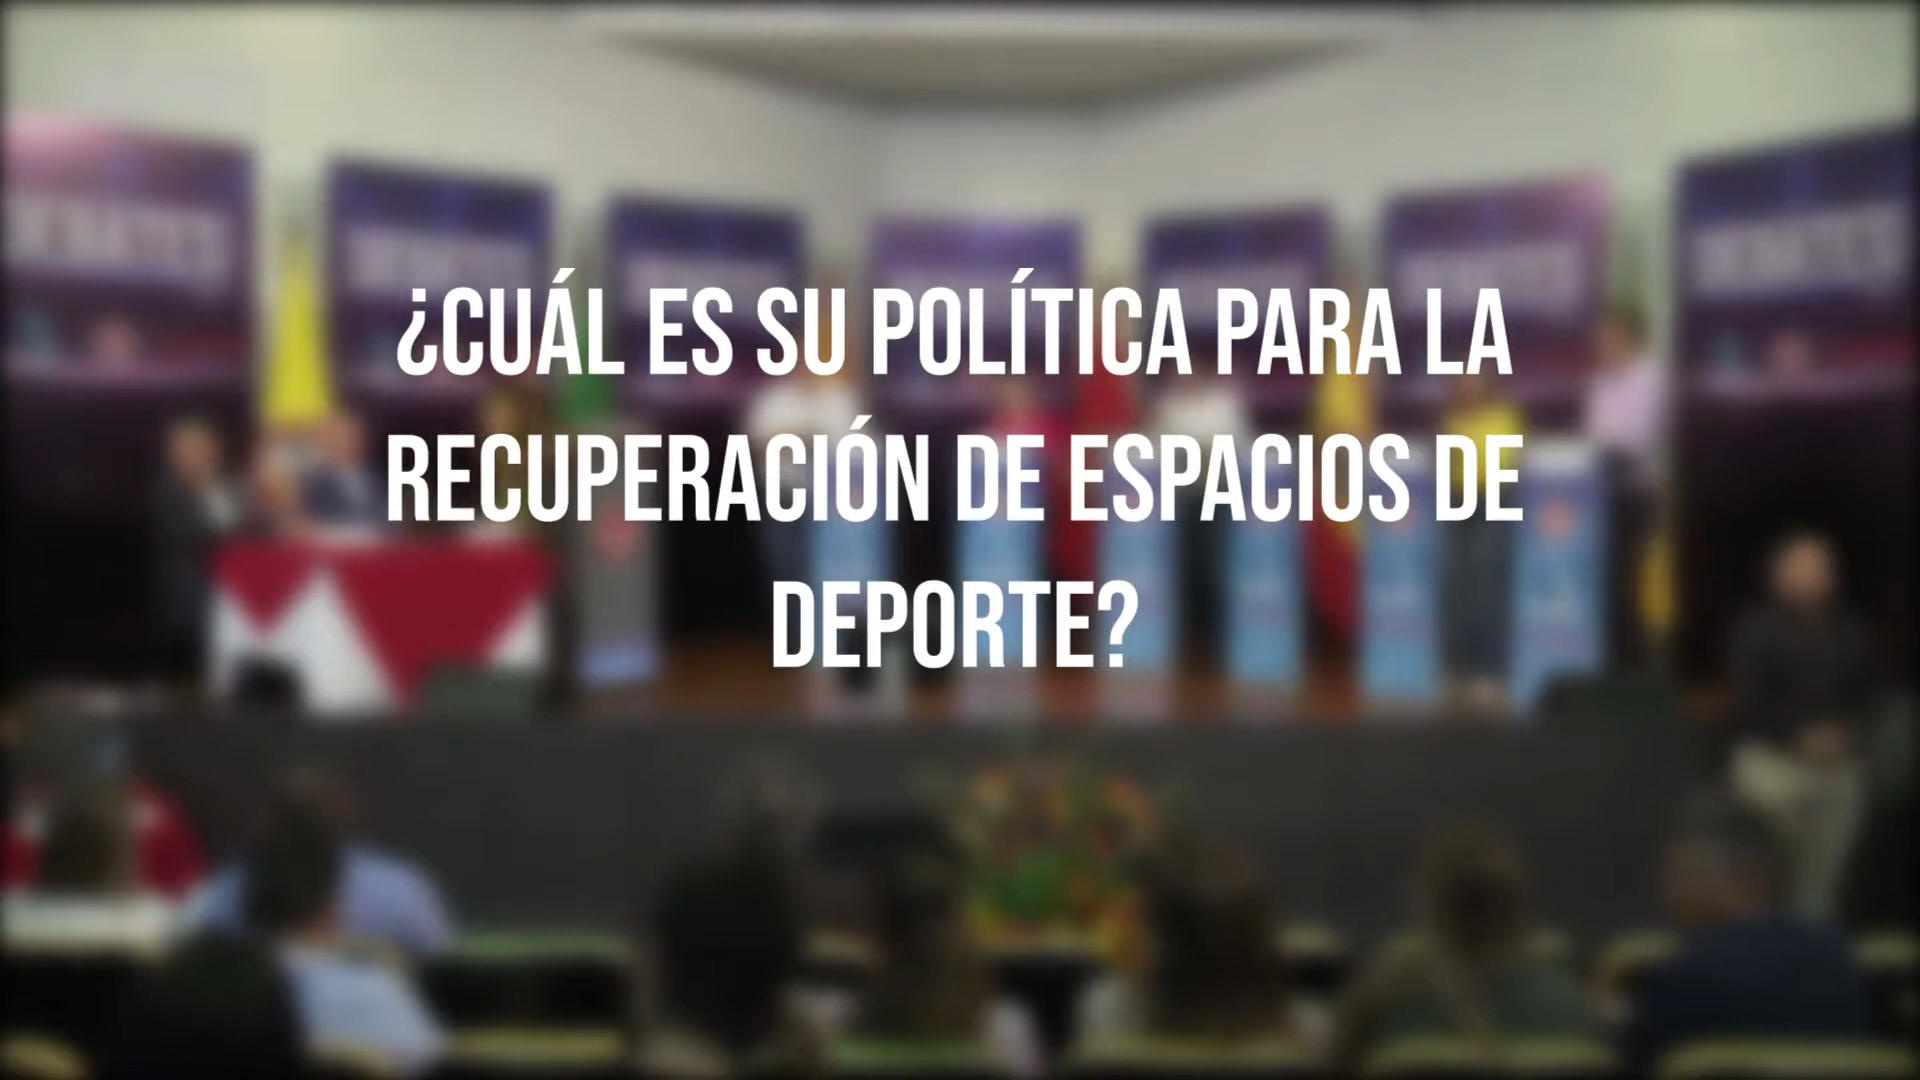 ¿CUÁL ES SU POLÍTICA PARA LA
RECUPERACIÓN DE ESPACIOS DE
DEPORTE?